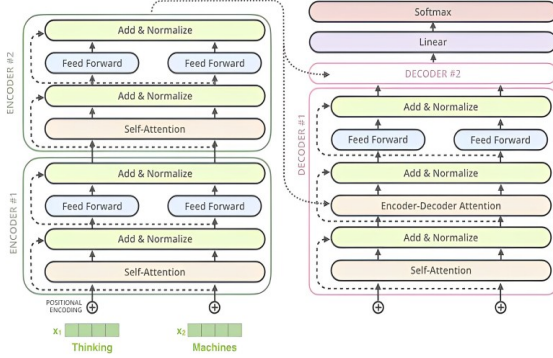 ENCODER #2
Add & Normalize
Feed Forward
Feed Forward
Add & Normalize
Self-Attention
ENCODER #1
Add & Normalize
Feed Forward
Feed Forward
Add & Normalize
Self-Attention
POSITIONAL
ENCODING
X1
X2
Thinking
Machines
Softmax
Linear
DECODER #2
DECODER #1
Add & Normalize
Feed Forward
Feed Forward
Add & Normalize
Encoder-Decoder Attention
Add & Normalize
Self-Attention